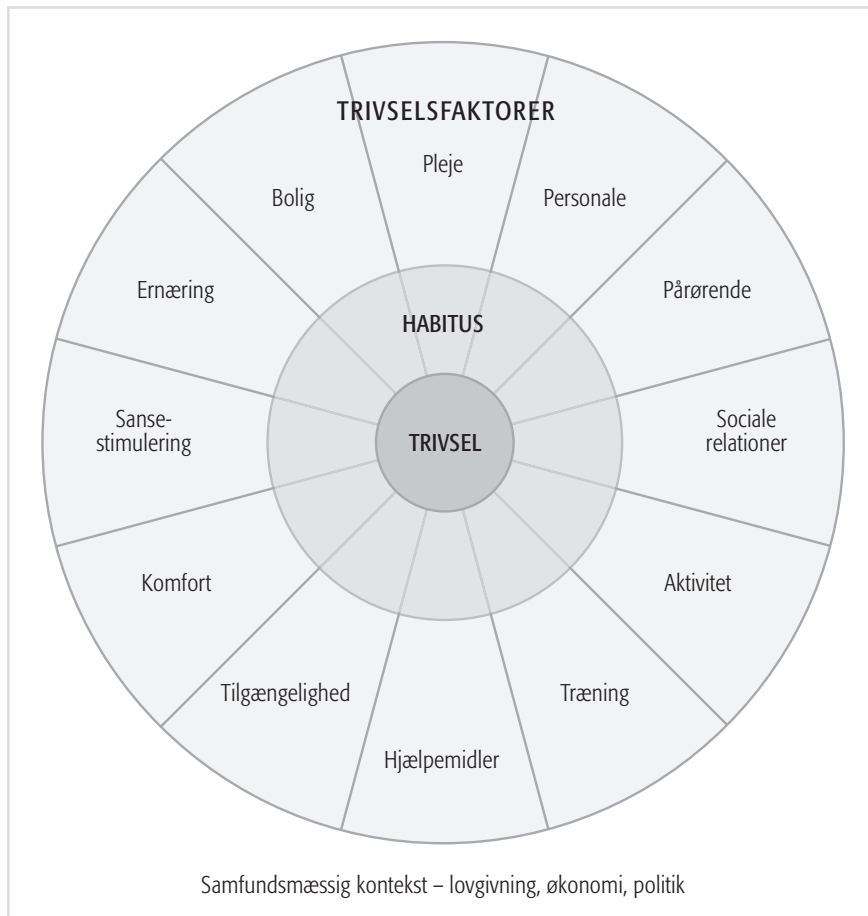 TRIVSELSFAKTORER
Pleje
Personale
Pårørende
Sociale
relationer
Aktivitet
Træning
Hjælpemidler
Tilgængelighed
Komfort
Sanse-
stimulering
Ernæring
Bolig
HABITUS
TRIVSEL
Samfundsmæssig kontekst – lovgivning, økonomi, politik